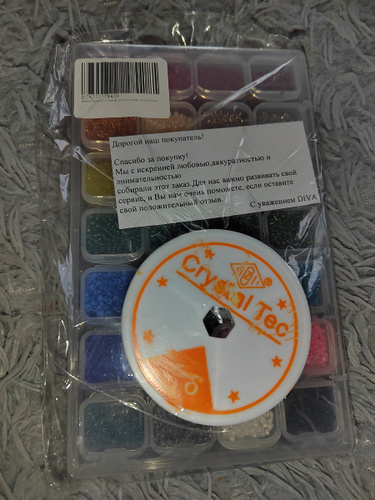 Дорогой наш покупатель!
Спасибо за покупку!
Мы с искренней любовью,аккуратностью и
внимательностью
собирали этот заказ.Для нас важно развивать свой
сервис, и Вы нам очень поможете, если оставите
свой положительный отзыв.
С уважением DIVA
Crystal Tec
®